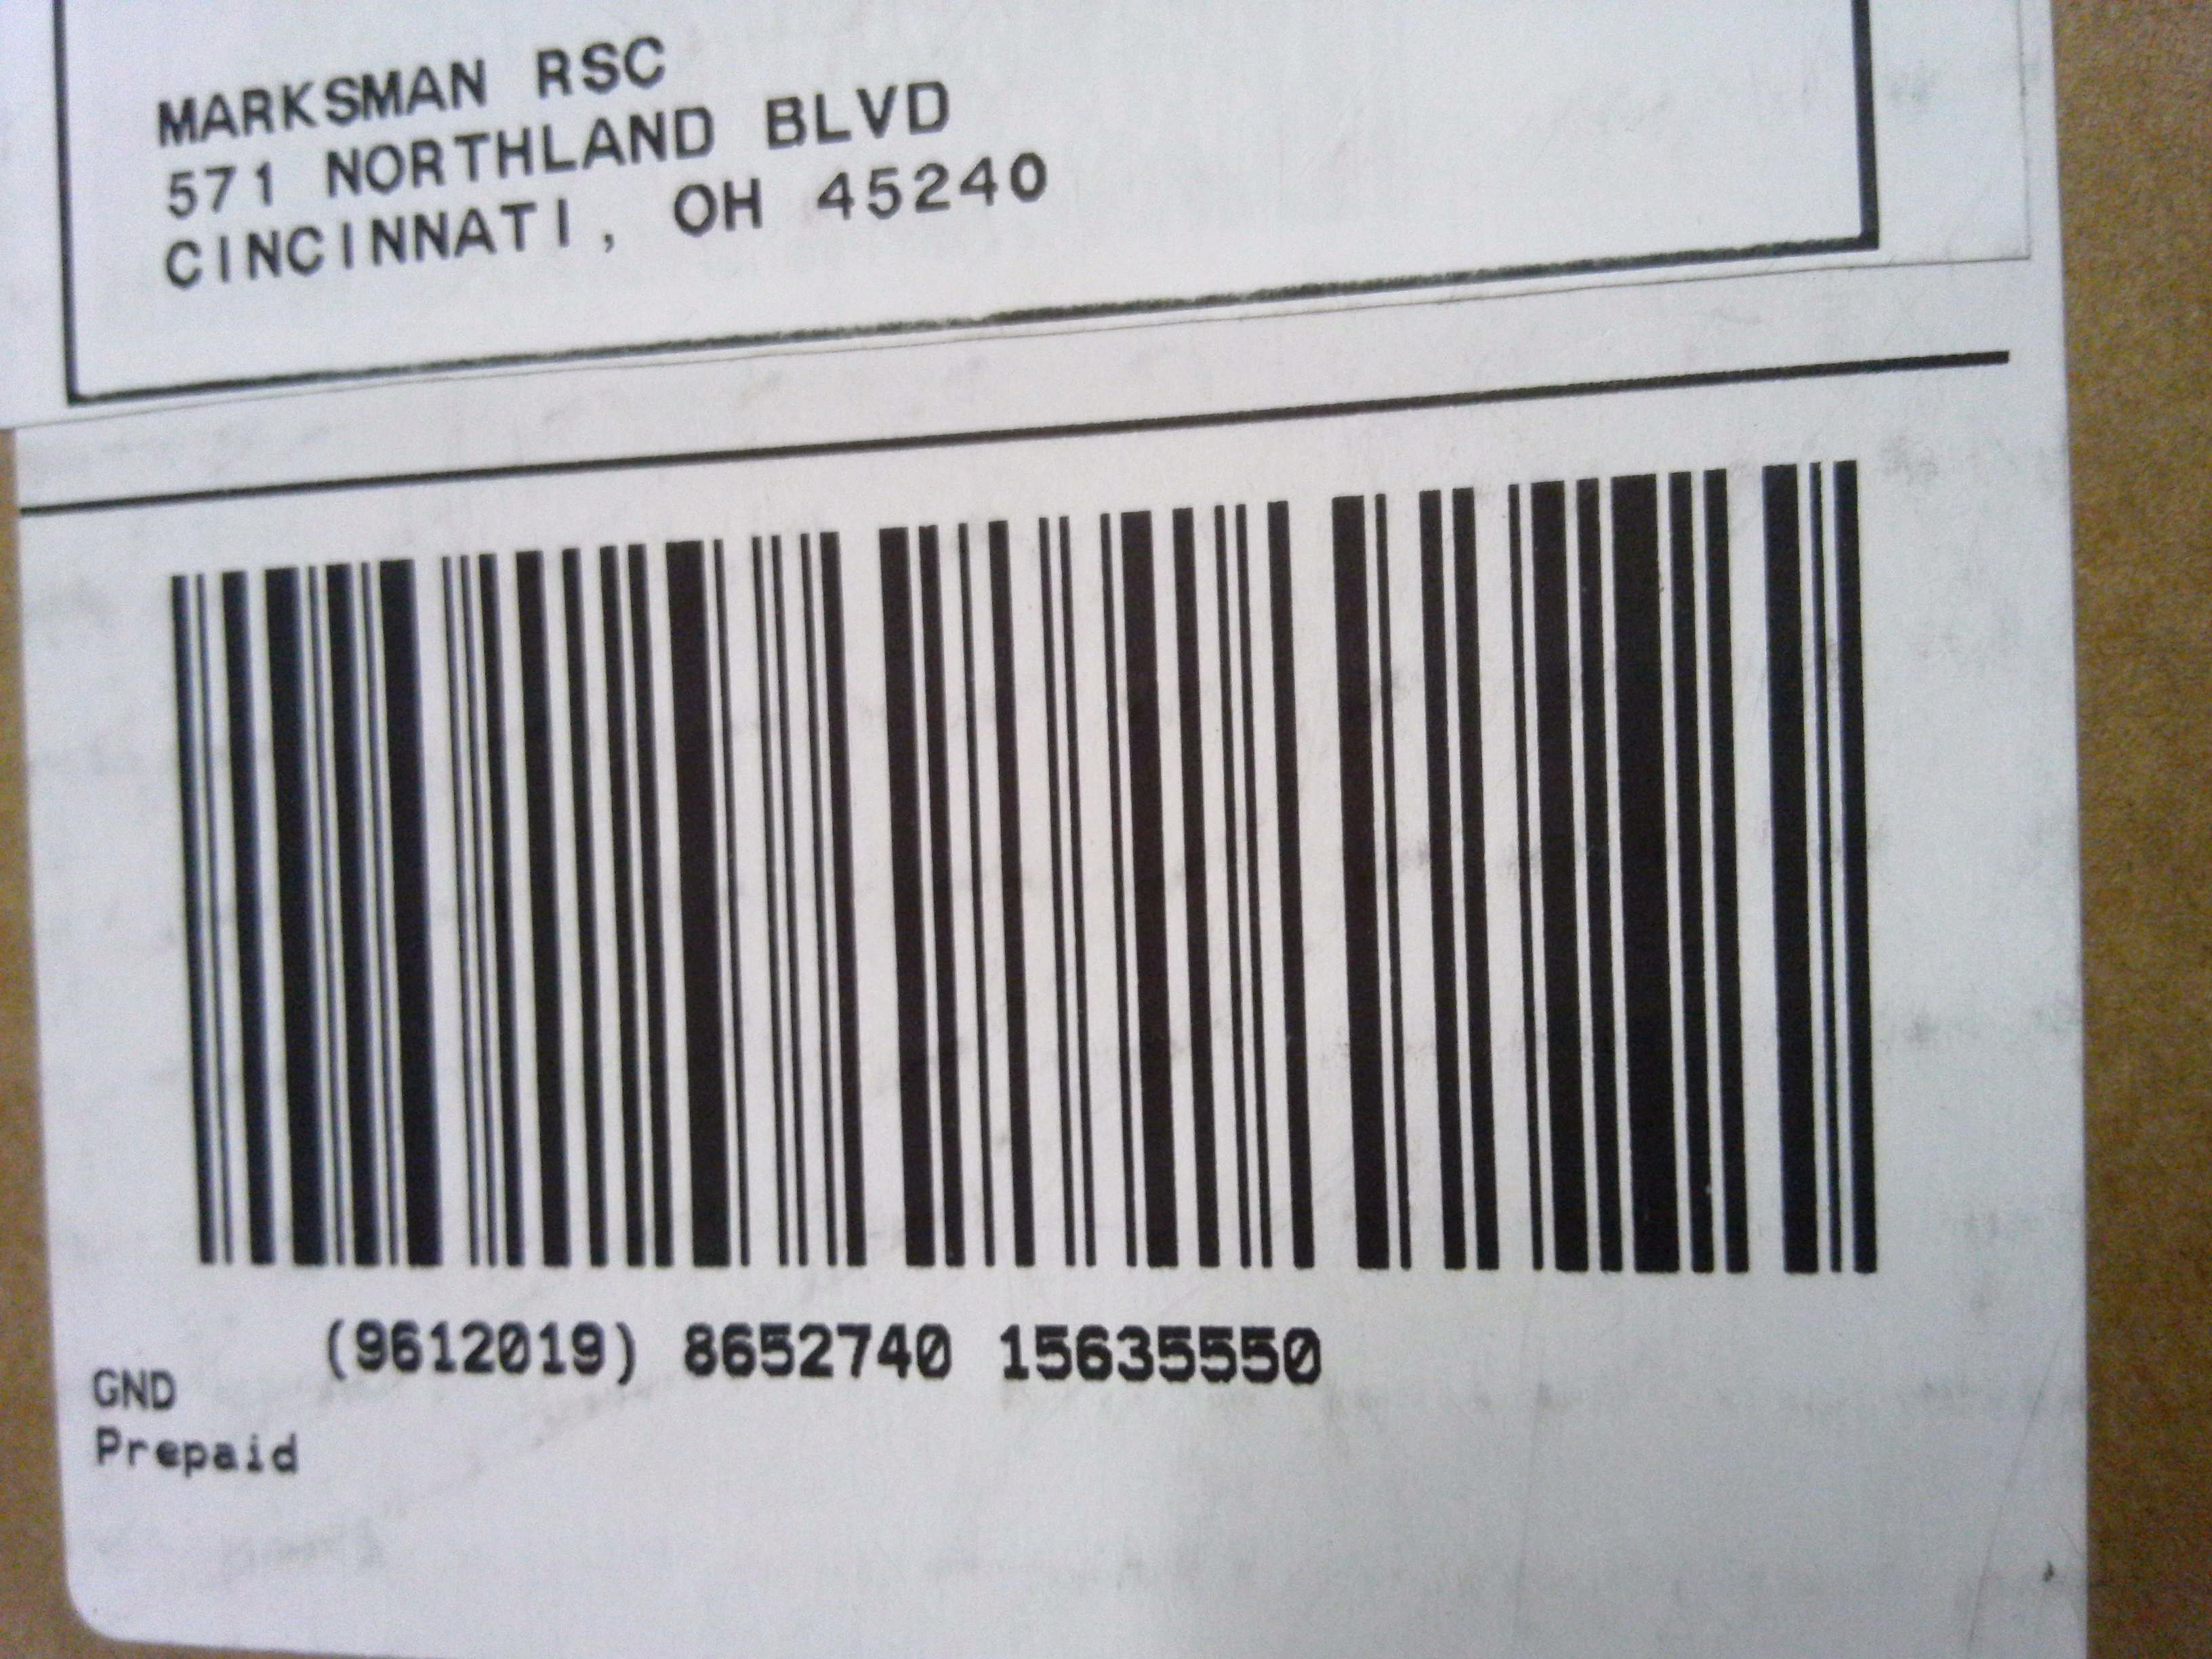 MARKSMAN RSC
571 NORTHLAND BLVD
CINCINNATI, OH 45240
(9612019) 8652740 15635550
GND
Prepaid